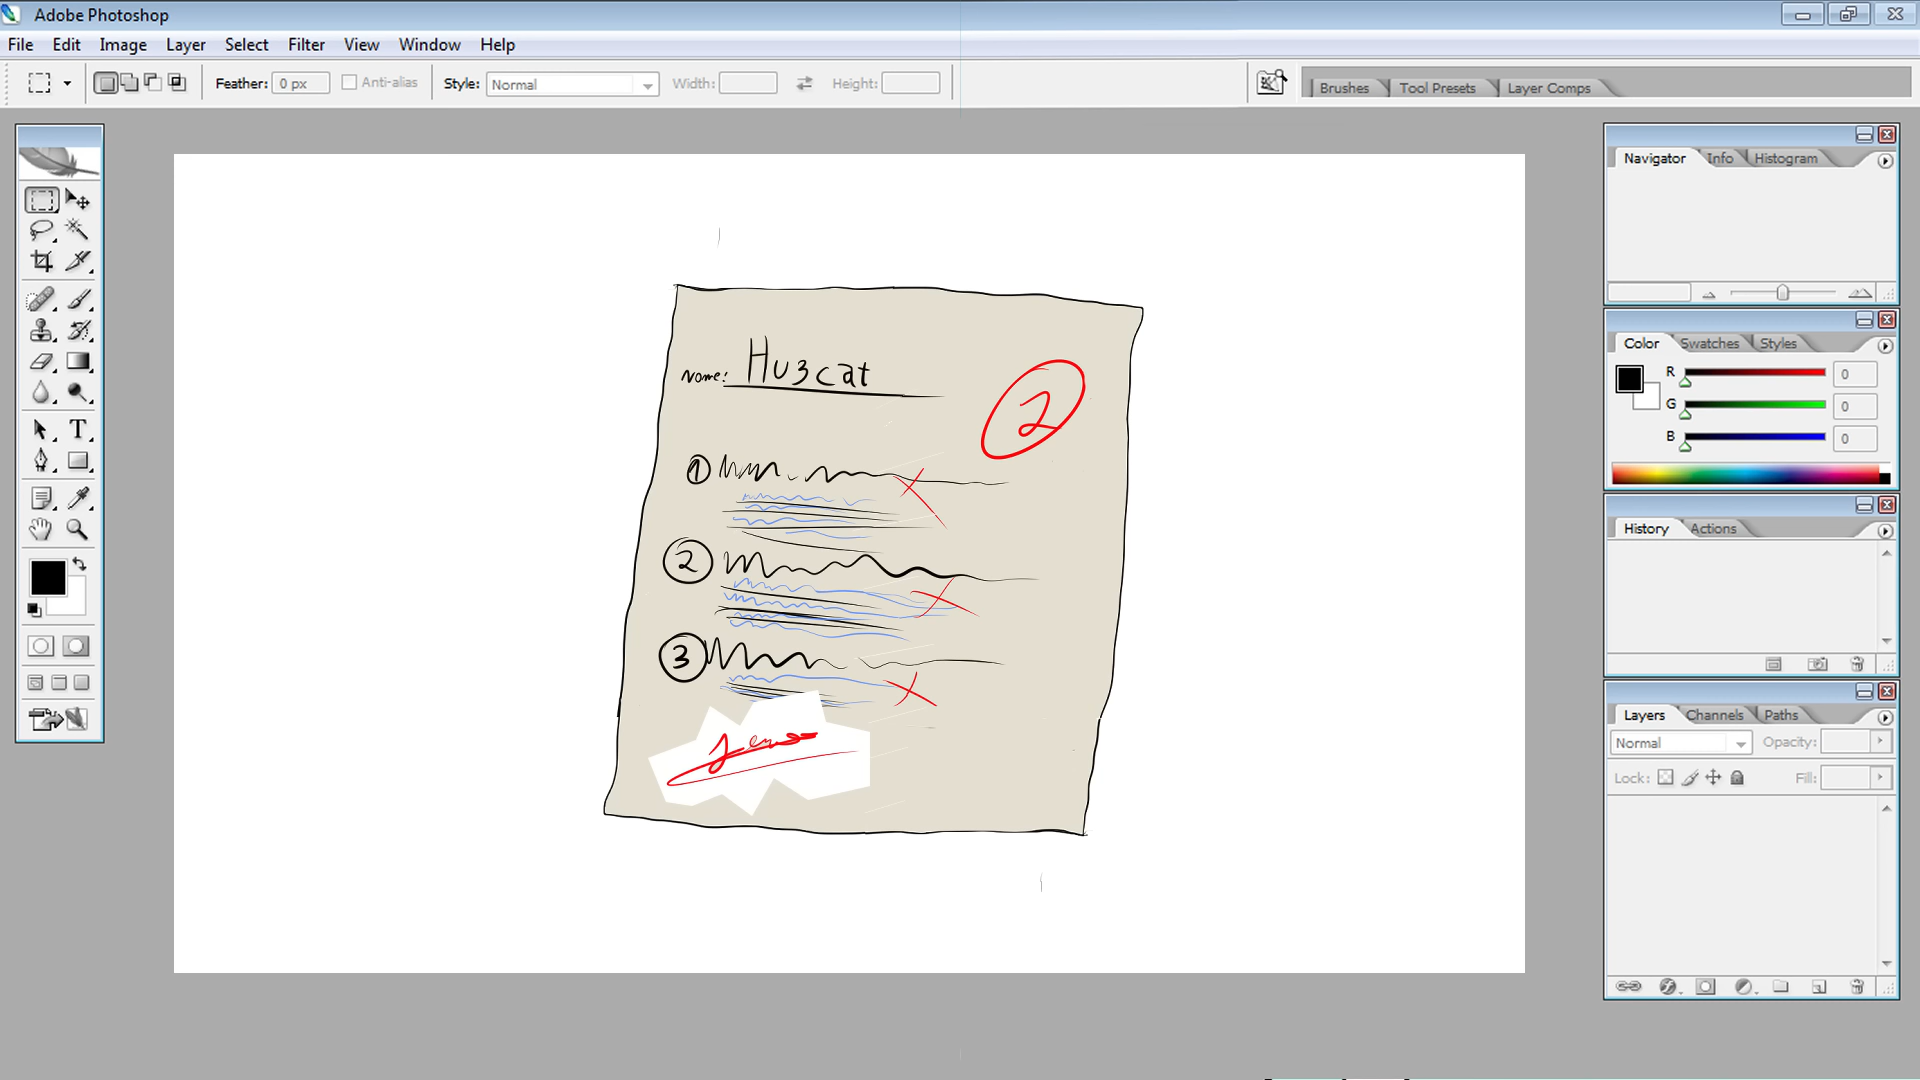 Adobe Photoshop
File Edit Image Layer Select Filter View Window Help
Feather: 0 px Anti-alias Style: Normal Width: Height: Brushes Tool Presets Layer Comps
Navigator Info Histogram
Name: Hu3cat
2
1
2
3
Color Swatches Styles
R 0
G 0
B 0
History Actions
Layers Channels Paths
Normal Opacity:
Lock: Fill: